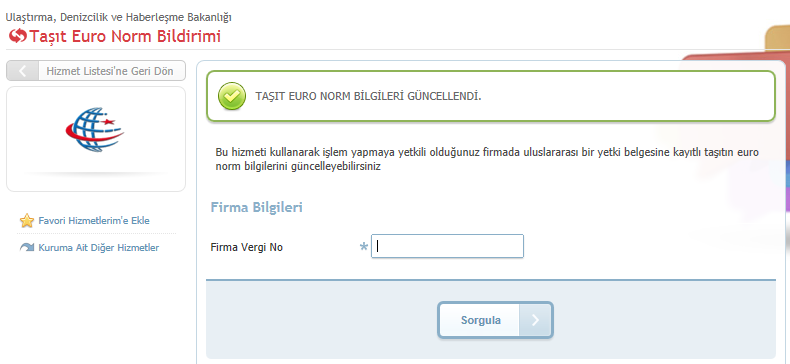 Ulaştırma, Denizcilik ve Haberleşme Bakanlığı
Taşıt Euro Norm Bildirimi
Hizmet Listesi'ne Geri Dön
TAŞIT EURO NORM BİLGİLERİ GÜNCELLENDİ.
Bu hizmeti kullanarak işlem yapmaya yetkili olduğunuz firmada uluslararası bir yetki belgesine kayıtlı taşıtın euro
norm bilgilerini güncelleyebilirsiniz
Favori Hizmetlerim'e Ekle
Kuruma Ait Diğer Hizmetler
Firma Bilgileri
Firma Vergi No *
Sorgula